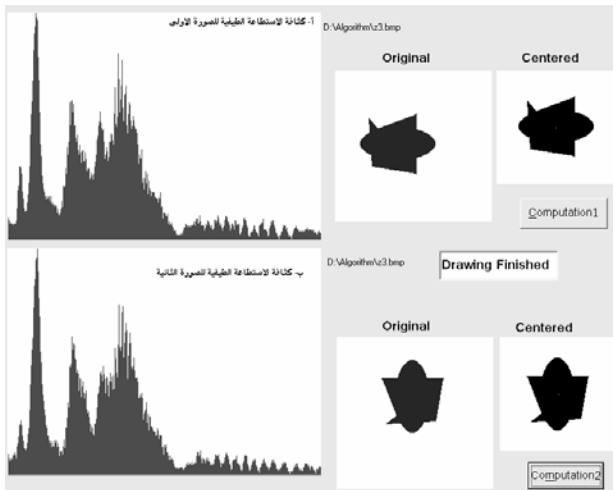 أ- كثافة الاستطاعة الطيفية للصورة الاولى
D:\Algorithm\z3.bmp
Original Centered
Computation1
ب- كثافة الاستطاعة الطيفية للصورة الثانية
D:\Algorithm\z3.bmp
Drawing Finished
Original Centered
Computation2